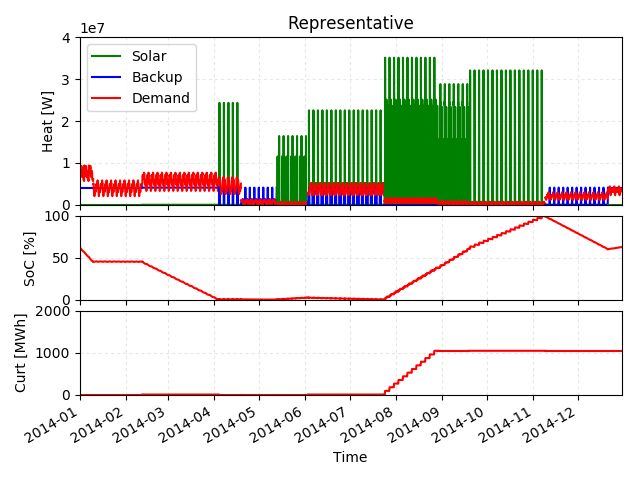 Representative
1e7
Heat [W]
4
3
2
1
0
Solar
Backup
Demand
SoC [%]
100
50
0
Curt [MWh]
2000
1000
0
2014-01
2014-02
2014-03
2014-04
2014-05
2014-06
2014-07
2014-08
2014-09
2014-10
2014-11
2014-12
Time